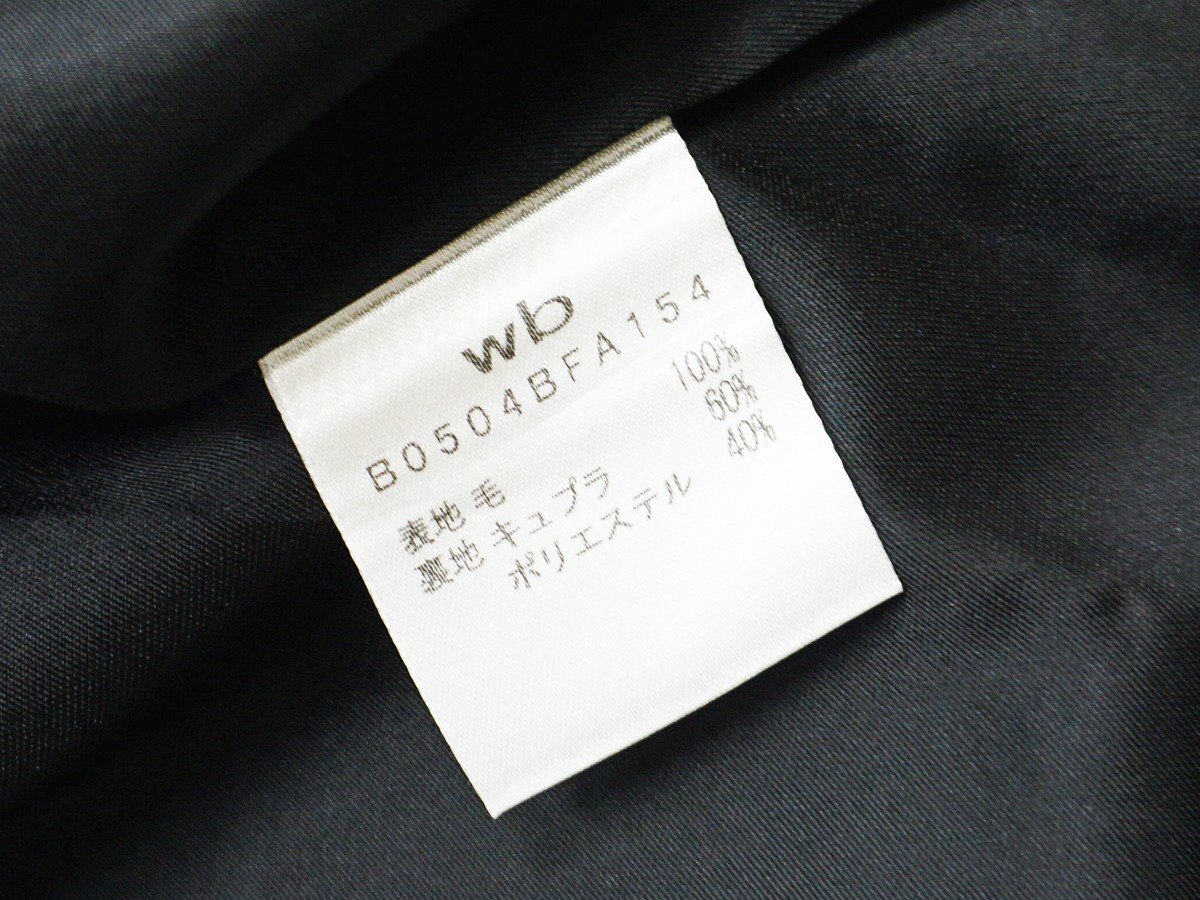 wb
B0504BFA154
表地 毛 100%
裏地 キュプラ 60%
ポリエステル 40%